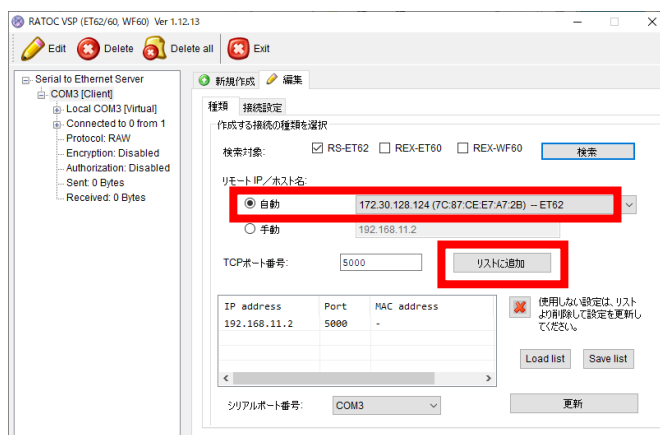 RATOC VSP (ET62/60, WF60) Ver 1.12.13
Edit Delete Delete all Exit
Serial to Ethernet Server
COM3 [Client]
Local COM3 [Virtual]
Connected to 0 from 1
Protocol: RAW
Encryption: Disabled
Authorization: Disabled
Sent: 0 Bytes
Received: 0 Bytes
新規作成 編集
種類 接続設定
作成する接続の種類を選択
検索対象: RS-ET62 REX-ET60 REX-WF60 検索
リモート IP/ホスト名:
自動 172.30.128.124 (7C:87:CE:E7:A7:2B) -- ET62
手動 192.168.11.2
TCPポート番号: 5000 リストに追加
IP address Port MAC address
192.168.11.2 5000 -
使用しない設定は、リスト
より削除して設定を更新し
てください。
Load list Save list
シリアルポート番号: COM3 更新